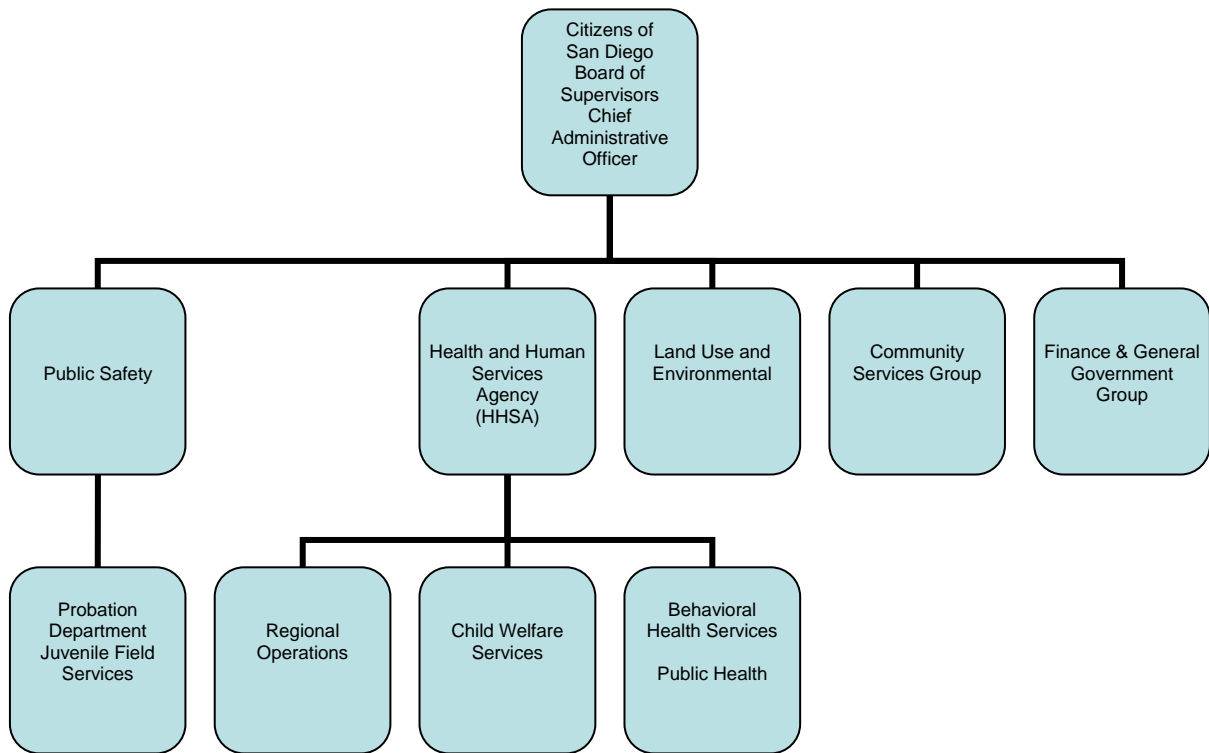 Citizens of
San Diego
Board of
Supervisors
Chief
Administrative
Officer
Public Safety
Health and Human
Services
Agency
(HHSA)
Land Use and
Environmental
Community
Services Group
Finance & General
Government
Group
Probation
Department
Juvenile Field
Services
Regional
Operations
Child Welfare
Services
Behavioral
Health Services
Public Health